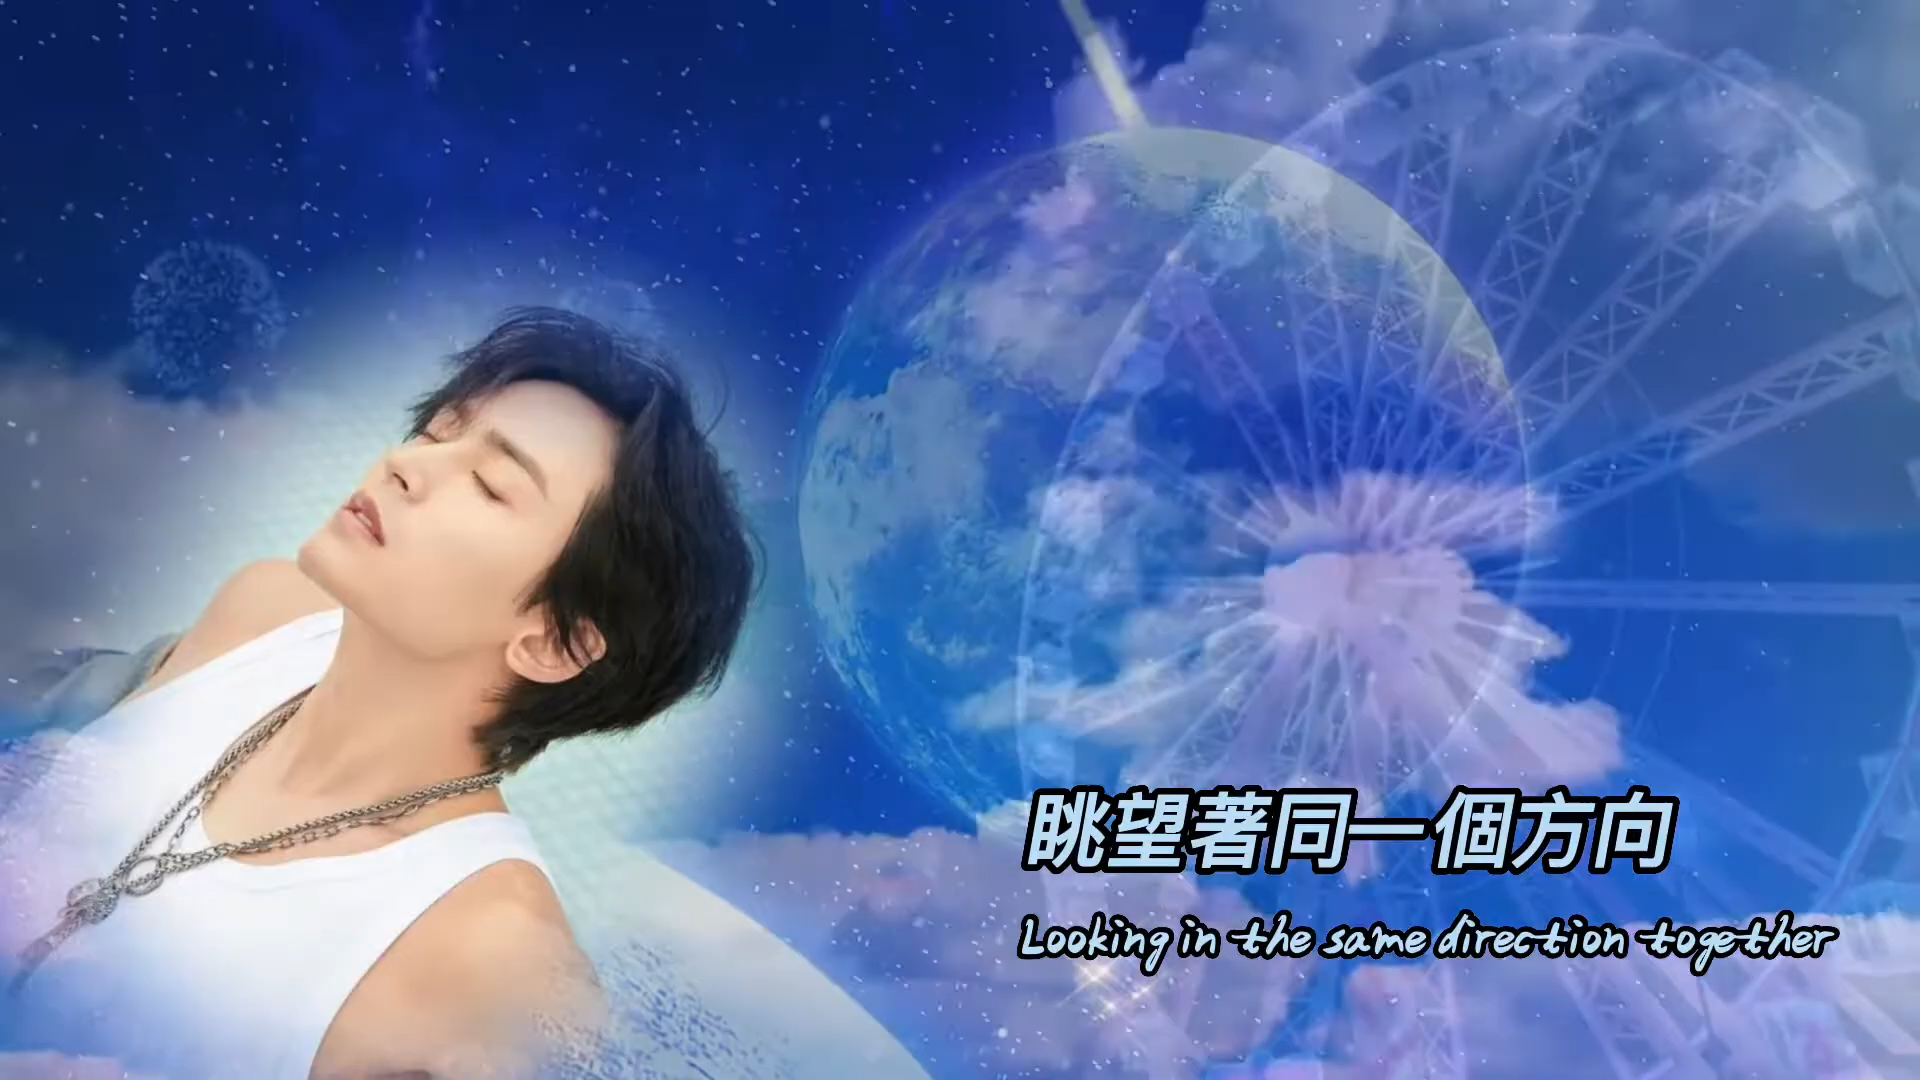 眺望著同一個方向
Looking in the same direction together